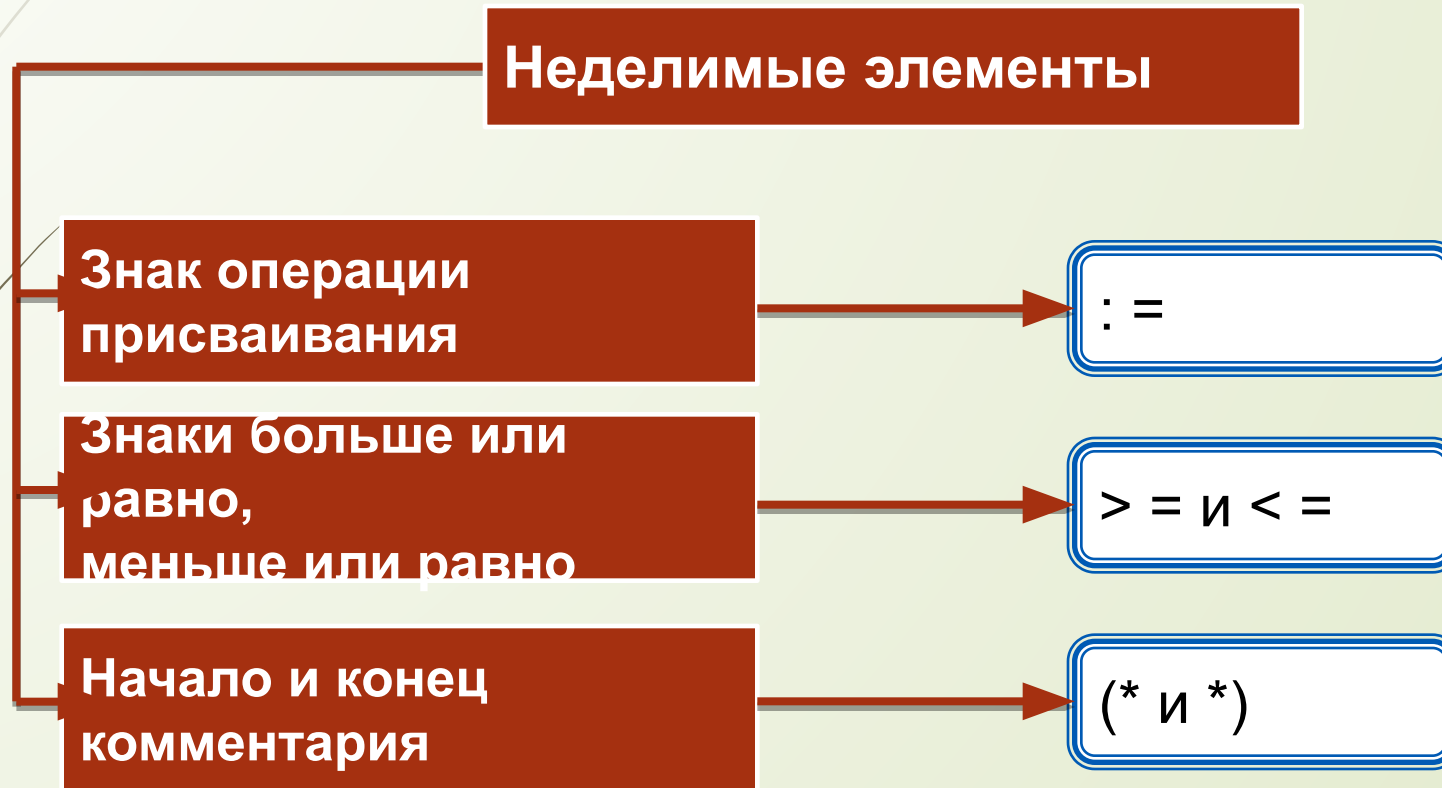 Неделимые элементы
Знак операции
присваивания
: =
Знаки больше или
равно,
меньше или равно
> = и < =
Начало и конец
комментария
(* и *)